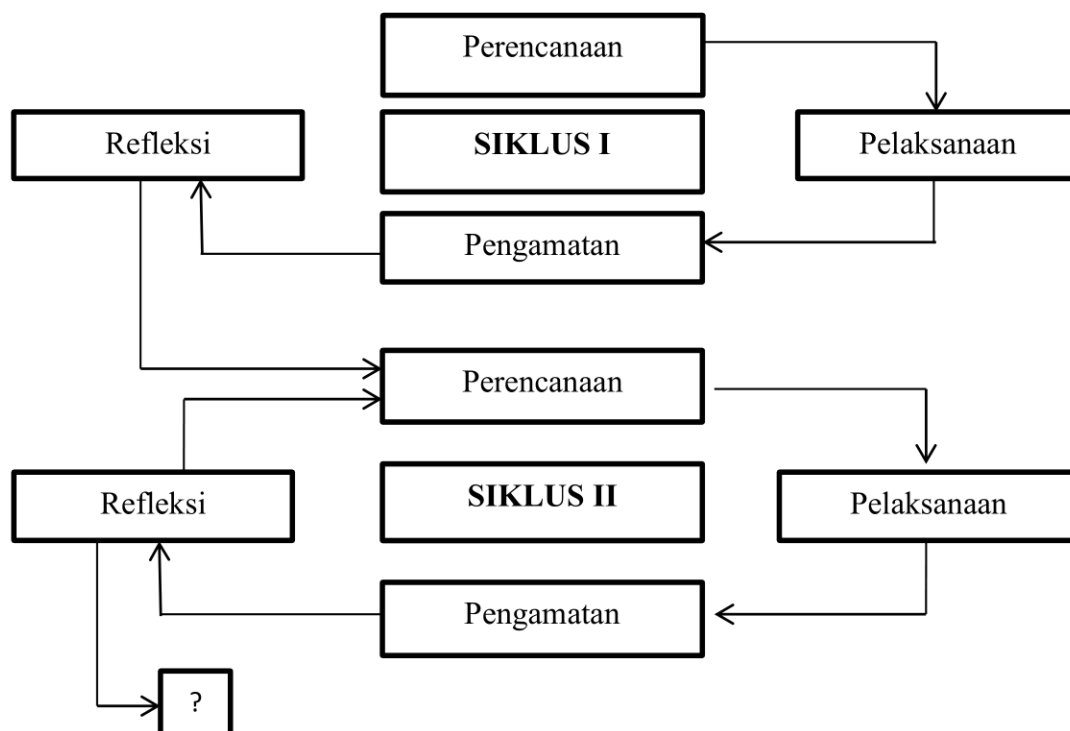 Perencanaan
Refleksi
SIKLUS I
Pelaksanaan
Pengamatan
Perencanaan
Refleksi
SIKLUS II
Pelaksanaan
Pengamatan
?